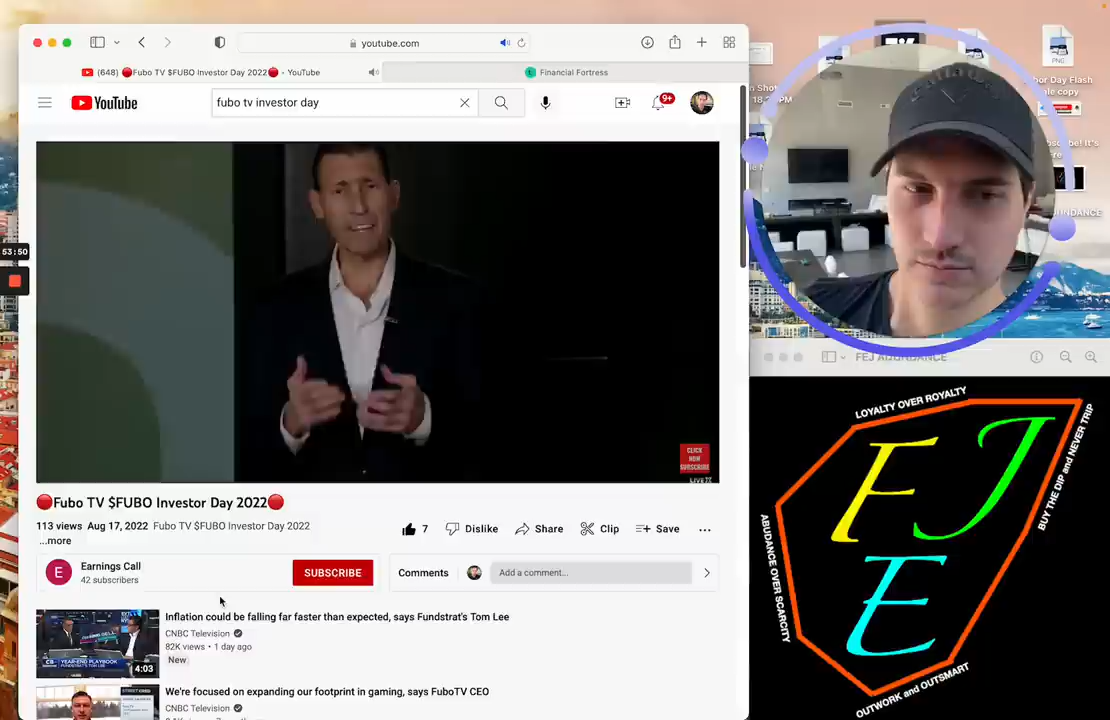 youtube.com
(648) 🔴Fubo TV $FUBO Investor Day 2022🔴 - YouTube
Financial Fortress
YouTube
fubo tv investor day
9+
53:50
CLICK
NOW
SUBSCRIBE
🔴Fubo TV $FUBO Investor Day 2022🔴
113 views Aug 17, 2022 Fubo TV $FUBO Investor Day 2022
...more
7 Dislike Share Clip Save
E
Earnings Call
42 subscribers
SUBSCRIBE
Comments
Add a comment...
Inflation could be falling far faster than expected, says Fundstrat's Tom Lee
CNBC Television
82K views • 1 day ago
New
YEAR-END PLAYBOOK
4:03
We're focused on expanding our footprint in gaming, says FuboTV CEO
CNBC Television
PNG
FEJ ABUNDANCE
LOYALTY OVER ROYALTY
BUY THE DIP and NEVER TRIP
ABUDANCE OVER SCARCITY
OUTWORK and OUTSMART
F J
E